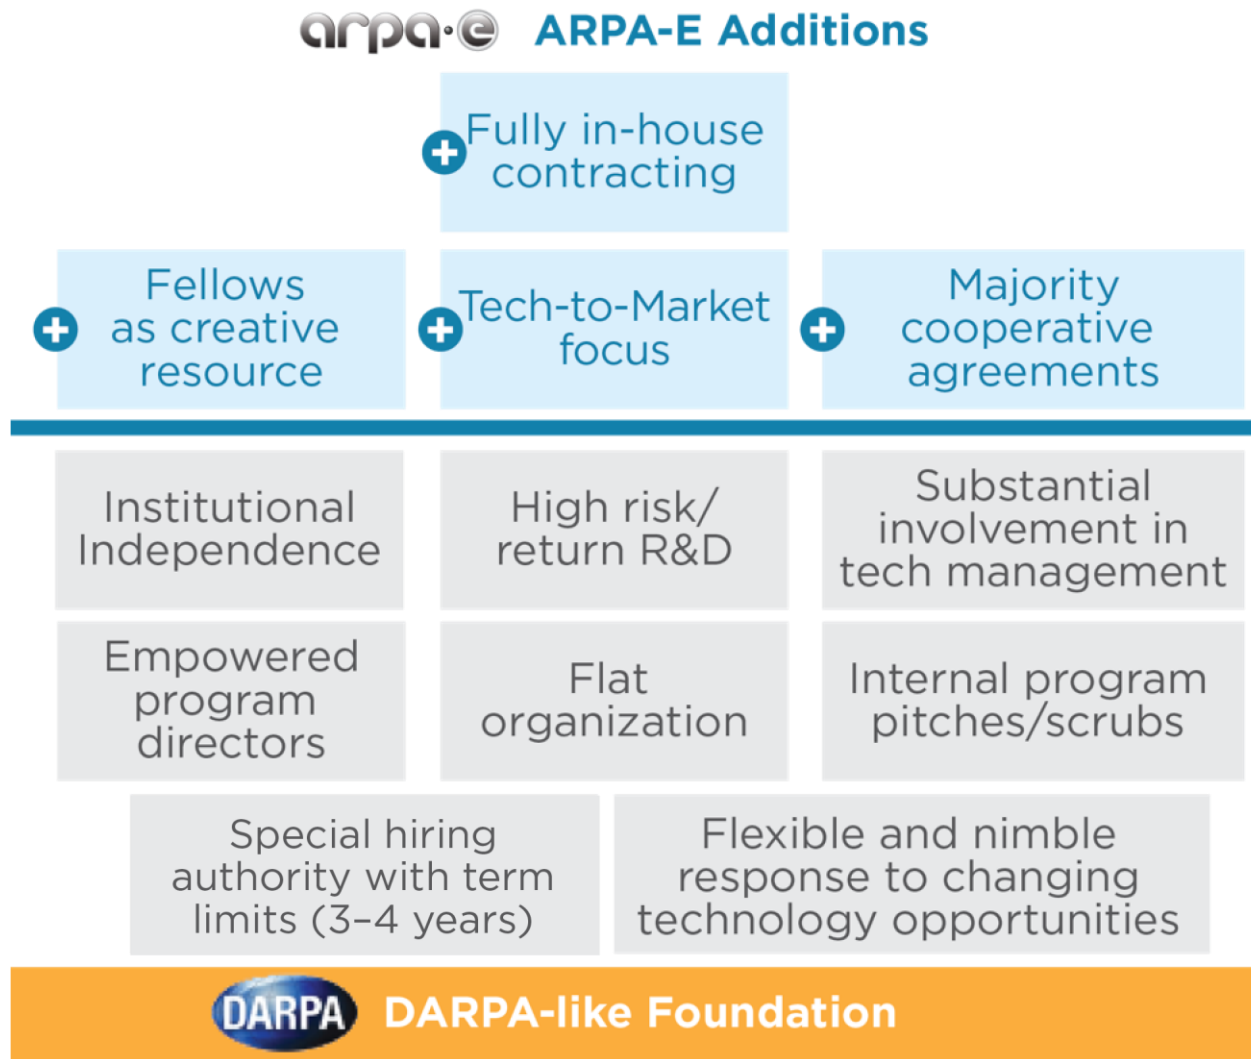 arpa·e ARPA-E Additions
Fully in-house
contracting
Fellows
as creative
resource
Tech-to-Market
focus
Majority
cooperative
agreements
Institutional
Independence
High risk/
return R&D
Substantial
involvement in
tech management
Empowered
program
directors
Flat
organization
Internal program
pitches/scrubs
Special hiring
authority with term
limits (3–4 years)
Flexible and nimble
response to changing
technology opportunities
DARPA DARPA-like Foundation